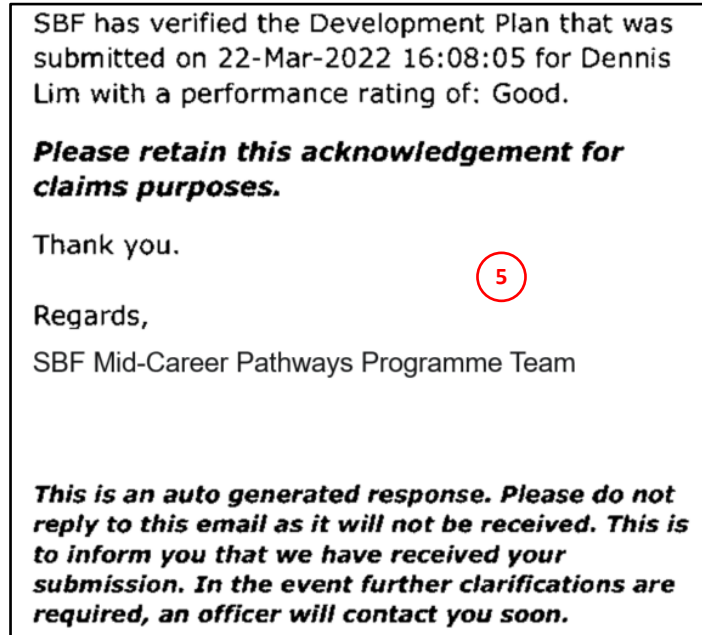 SBF has verified the Development Plan that was
submitted on 22-Mar-2022 16:08:05 for Dennis
Lim with a performance rating of: Good.
Please retain this acknowledgement for
claims purposes.
Thank you.
5
Regards,
SBF Mid-Career Pathways Programme Team
This is an auto generated response. Please do not
reply to this email as it will not be received. This is
to inform you that we have received your
submission. In the event further clarifications are
required, an officer will contact you soon.